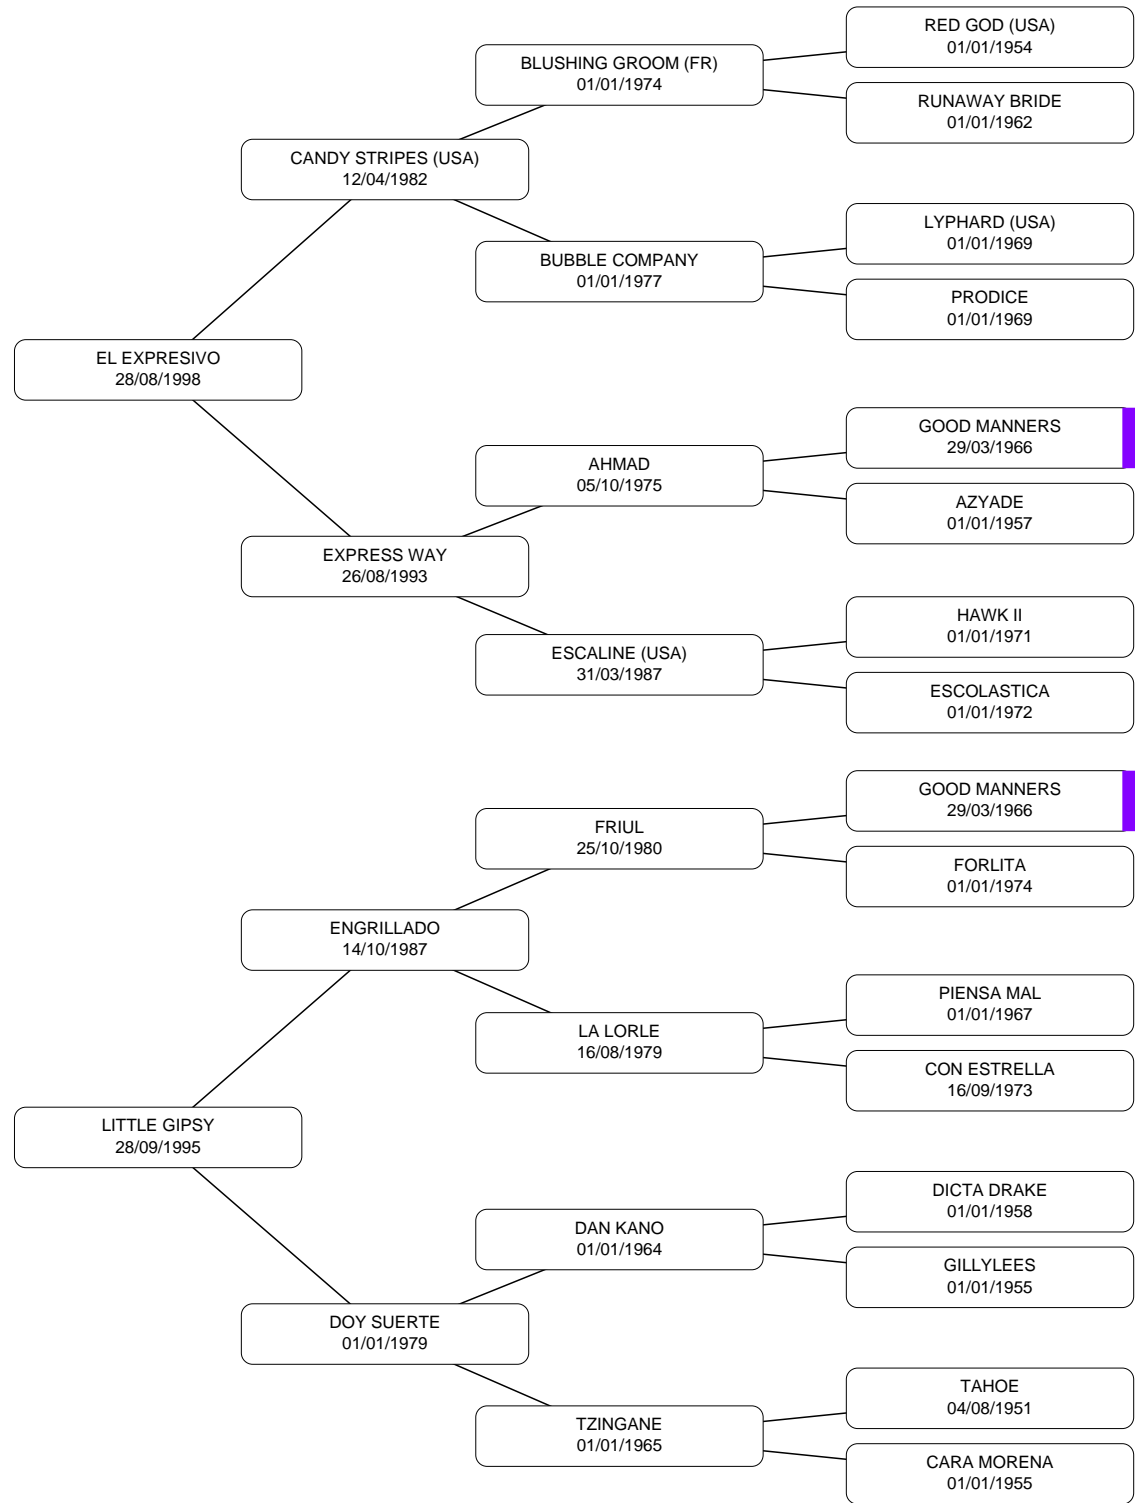 RED GOD (USA)
01/01/1954
BLUSHING GROOM (FR)
01/01/1974
RUNAWAY BRIDE
01/01/1962
CANDY STRIPES (USA)
12/04/1982
LYPHARD (USA)
01/01/1969
BUBBLE COMPANY
01/01/1977
PRODICE
01/01/1969
EL EXPRESIVO
28/08/1998
GOOD MANNERS
29/03/1966
AHMAD
05/10/1975
AZYADE
01/01/1957
EXPRESS WAY
26/08/1993
HAWK II
01/01/1971
ESCALINE (USA)
31/03/1987
ESCOLASTICA
01/01/1972
GOOD MANNERS
29/03/1966
FRIUL
25/10/1980
FORLITA
01/01/1974
ENGRILLADO
14/10/1987
PIENSA MAL
01/01/1967
LA LORLE
16/08/1979
CON ESTRELLA
16/09/1973
LITTLE GIPSY
28/09/1995
DICTA DRAKE
01/01/1958
DAN KANO
01/01/1964
GILLYLEES
01/01/1955
DOY SUERTE
01/01/1979
TAHOE
04/08/1951
TZINGANE
01/01/1965
CARA MORENA
01/01/1955